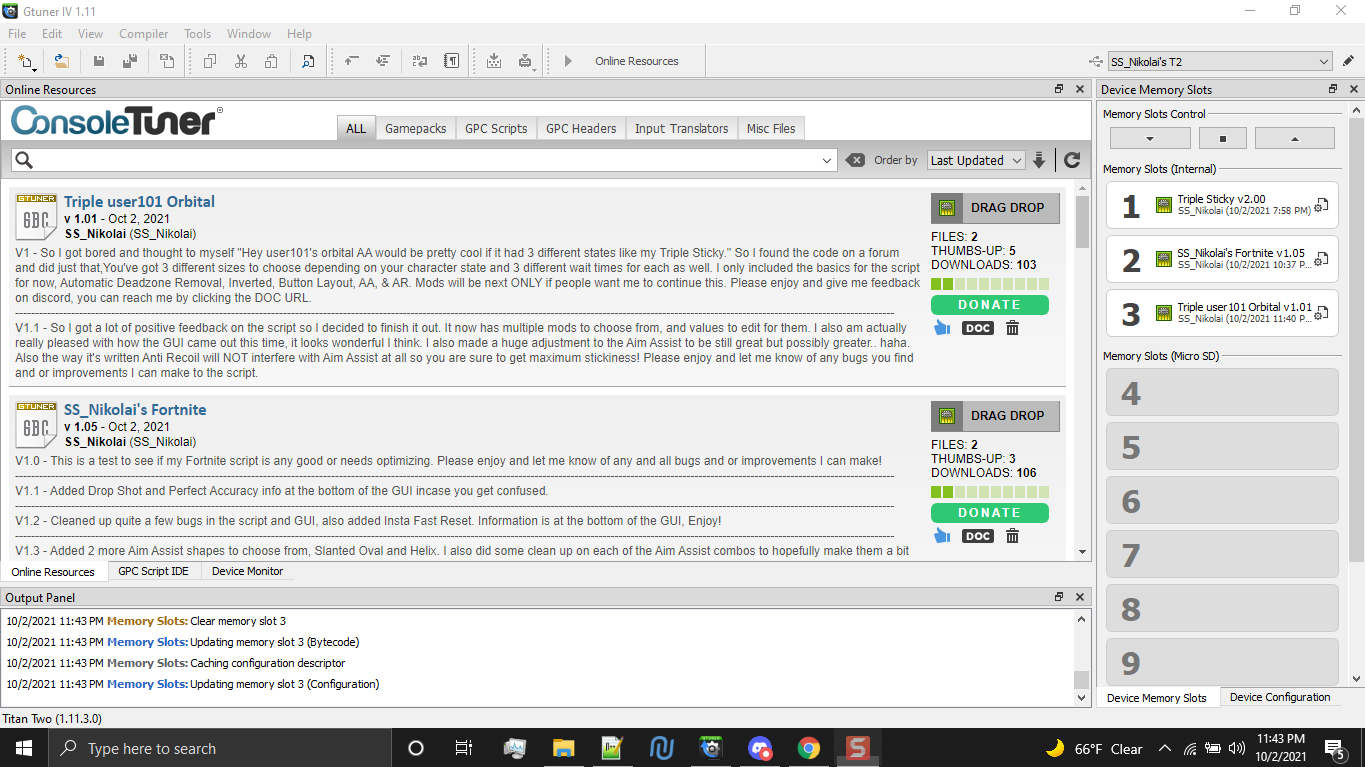 Gtuner IV 1.11
File Edit View Compiler Tools Window Help
Online Resources
SS_Nikolai's T2
Online Resources
Device Memory Slots
ConsoleTuner
ALL
Gamepacks
GPC Scripts
GPC Headers
Input Translators
Misc Files
Order by
Last Updated
GTUNER
GBC
Triple user101 Orbital
v 1.01 - Oct 2, 2021
SS_Nikolai (SS_Nikolai)
V1 - So I got bored and thought to myself "Hey user101's orbital AA would be pretty cool if it had 3 different states like my Triple Sticky." So I found the code on a forum
and did just that,You've got 3 different sizes to choose depending on your character state and 3 different wait times for each as well. I only included the basics for the script
for now, Automatic Deadzone Removal, Inverted, Button Layout, AA, & AR. Mods will be next ONLY if people want me to continue this. Please enjoy and give me feedback
on discord, you can reach me by clicking the DOC URL.
V1.1 - So I got a lot of positive feedback on the script so I decided to finish it out. It now has multiple mods to choose from, and values to edit for them. I also am actually
really pleased with how the GUI came out this time, it looks wonderful I think. I also made a huge adjustment to the Aim Assist to be still great but possibly greater.. haha.
Also the way it's written Anti Recoil will NOT interfere with Aim Assist at all so you are sure to get maximum stickiness! Please enjoy and let me know of any bugs you find
and or improvements I can make to the script.
DRAG DROP
FILES: 2
THUMBS-UP: 5
DOWNLOADS: 103
DONATE
DOC
GTUNER
GBC
SS_Nikolai's Fortnite
v 1.05 - Oct 2, 2021
SS_Nikolai (SS_Nikolai)
V1.0 - This is a test to see if my Fortnite script is any good or needs optimizing. Please enjoy and let me know of any and all bugs and or improvements I can make!
V1.1 - Added Drop Shot and Perfect Accuracy info at the bottom of the GUI incase you get confused.
V1.2 - Cleaned up quite a few bugs in the script and GUI, also added Insta Fast Reset. Information is at the bottom of the GUI, Enjoy!
V1.3 - Added 2 more Aim Assist shapes to choose from, Slanted Oval and Helix. I also did some clean up on each of the Aim Assist combos to hopefully make them a bit
DRAG DROP
FILES: 2
THUMBS-UP: 3
DOWNLOADS: 106
DONATE
DOC
Online Resources
GPC Script IDE
Device Monitor
Memory Slots Control
Memory Slots (Internal)
1
Triple Sticky v2.00
SS_Nikolai (10/2/2021 7:58 PM)
2
SS_Nikolai's Fortnite v1.05
SS_Nikolai (10/2/2021 10:37 P...
3
Triple user101 Orbital v1.01
SS_Nikolai (10/2/2021 11:40 P...
Memory Slots (Micro SD)
4
5
6
7
8
9
Device Memory Slots
Device Configuration
Output Panel
10/2/2021 11:43 PM Memory Slots: Clear memory slot 3
10/2/2021 11:43 PM Memory Slots: Updating memory slot 3 (Bytecode)
10/2/2021 11:43 PM Memory Slots: Caching configuration descriptor
10/2/2021 11:43 PM Memory Slots: Updating memory slot 3 (Configuration)
Titan Two (1.11.3.0)
Type here to search
66°F Clear
11:43 PM
10/2/2021
5